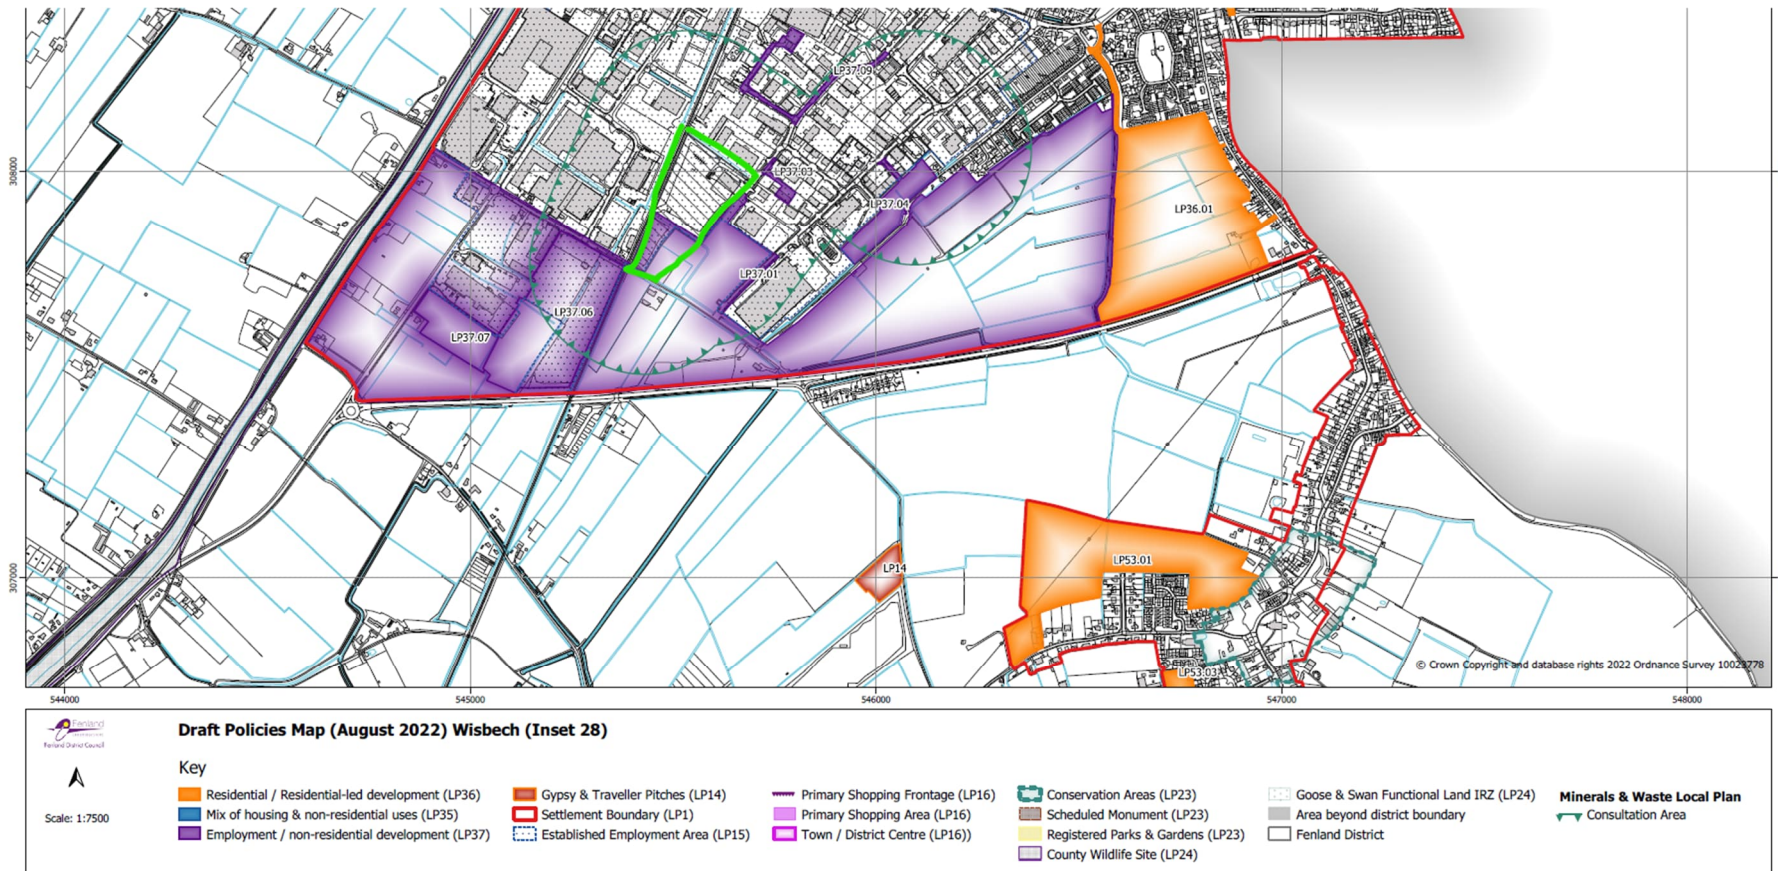 LP37.09
LP37.03
LP37.04
LP36.01
LP37.01
LP37.06
LP37.07
308000
LP14
LP53.01
307000
© Crown Copyright and database rights 2022 Ordnance Survey 10023778
LP53.03
544000
545000
546000
547000
548000
Fenland
Fenland District Council
Draft Policies Map (August 2022) Wisbech (Inset 28)
Key
Scale: 1:7500
Residential / Residential-led development (LP36)
Mix of housing & non-residential uses (LP35)
Employment / non-residential development (LP37)
Gypsy & Traveller Pitches (LP14)
Settlement Boundary (LP1)
Established Employment Area (LP15)
Primary Shopping Frontage (LP16)
Primary Shopping Area (LP16)
Town / District Centre (LP16))
Conservation Areas (LP23)
Scheduled Monument (LP23)
Registered Parks & Gardens (LP23)
County Wildlife Site (LP24)
Goose & Swan Functional Land IRZ (LP24)
Area beyond district boundary
Fenland District
Minerals & Waste Local Plan
Consultation Area